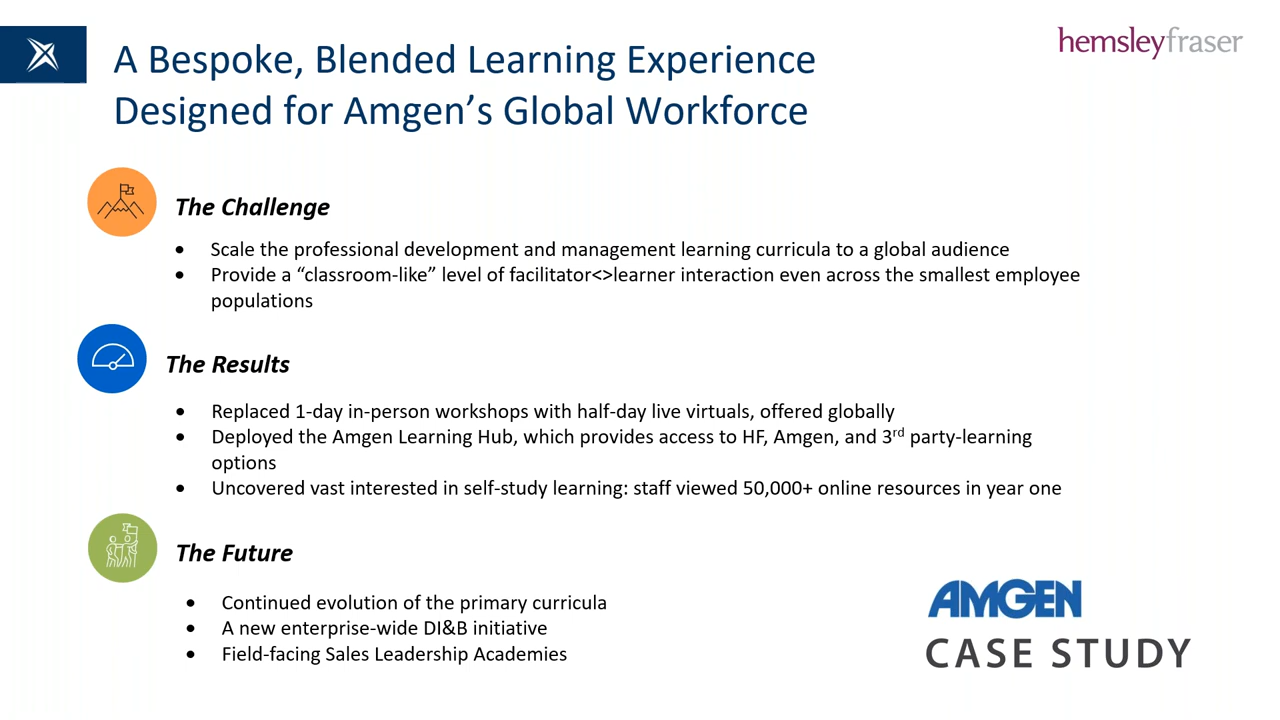 hemsleyfraser
A Bespoke, Blended Learning Experience
Designed for Amgen’s Global Workforce
The Challenge
• Scale the professional development and management learning curricula to a global audience
• Provide a “classroom-like” level of facilitator<>learner interaction even across the smallest employee
populations
The Results
• Replaced 1-day in-person workshops with half-day live virtuals, offered globally
• Deployed the Amgen Learning Hub, which provides access to HF, Amgen, and 3rd party-learning
options
• Uncovered vast interested in self-study learning: staff viewed 50,000+ online resources in year one
The Future
• Continued evolution of the primary curricula
• A new enterprise-wide DI&B initiative
• Field-facing Sales Leadership Academies
AMGEN
CASE STUDY